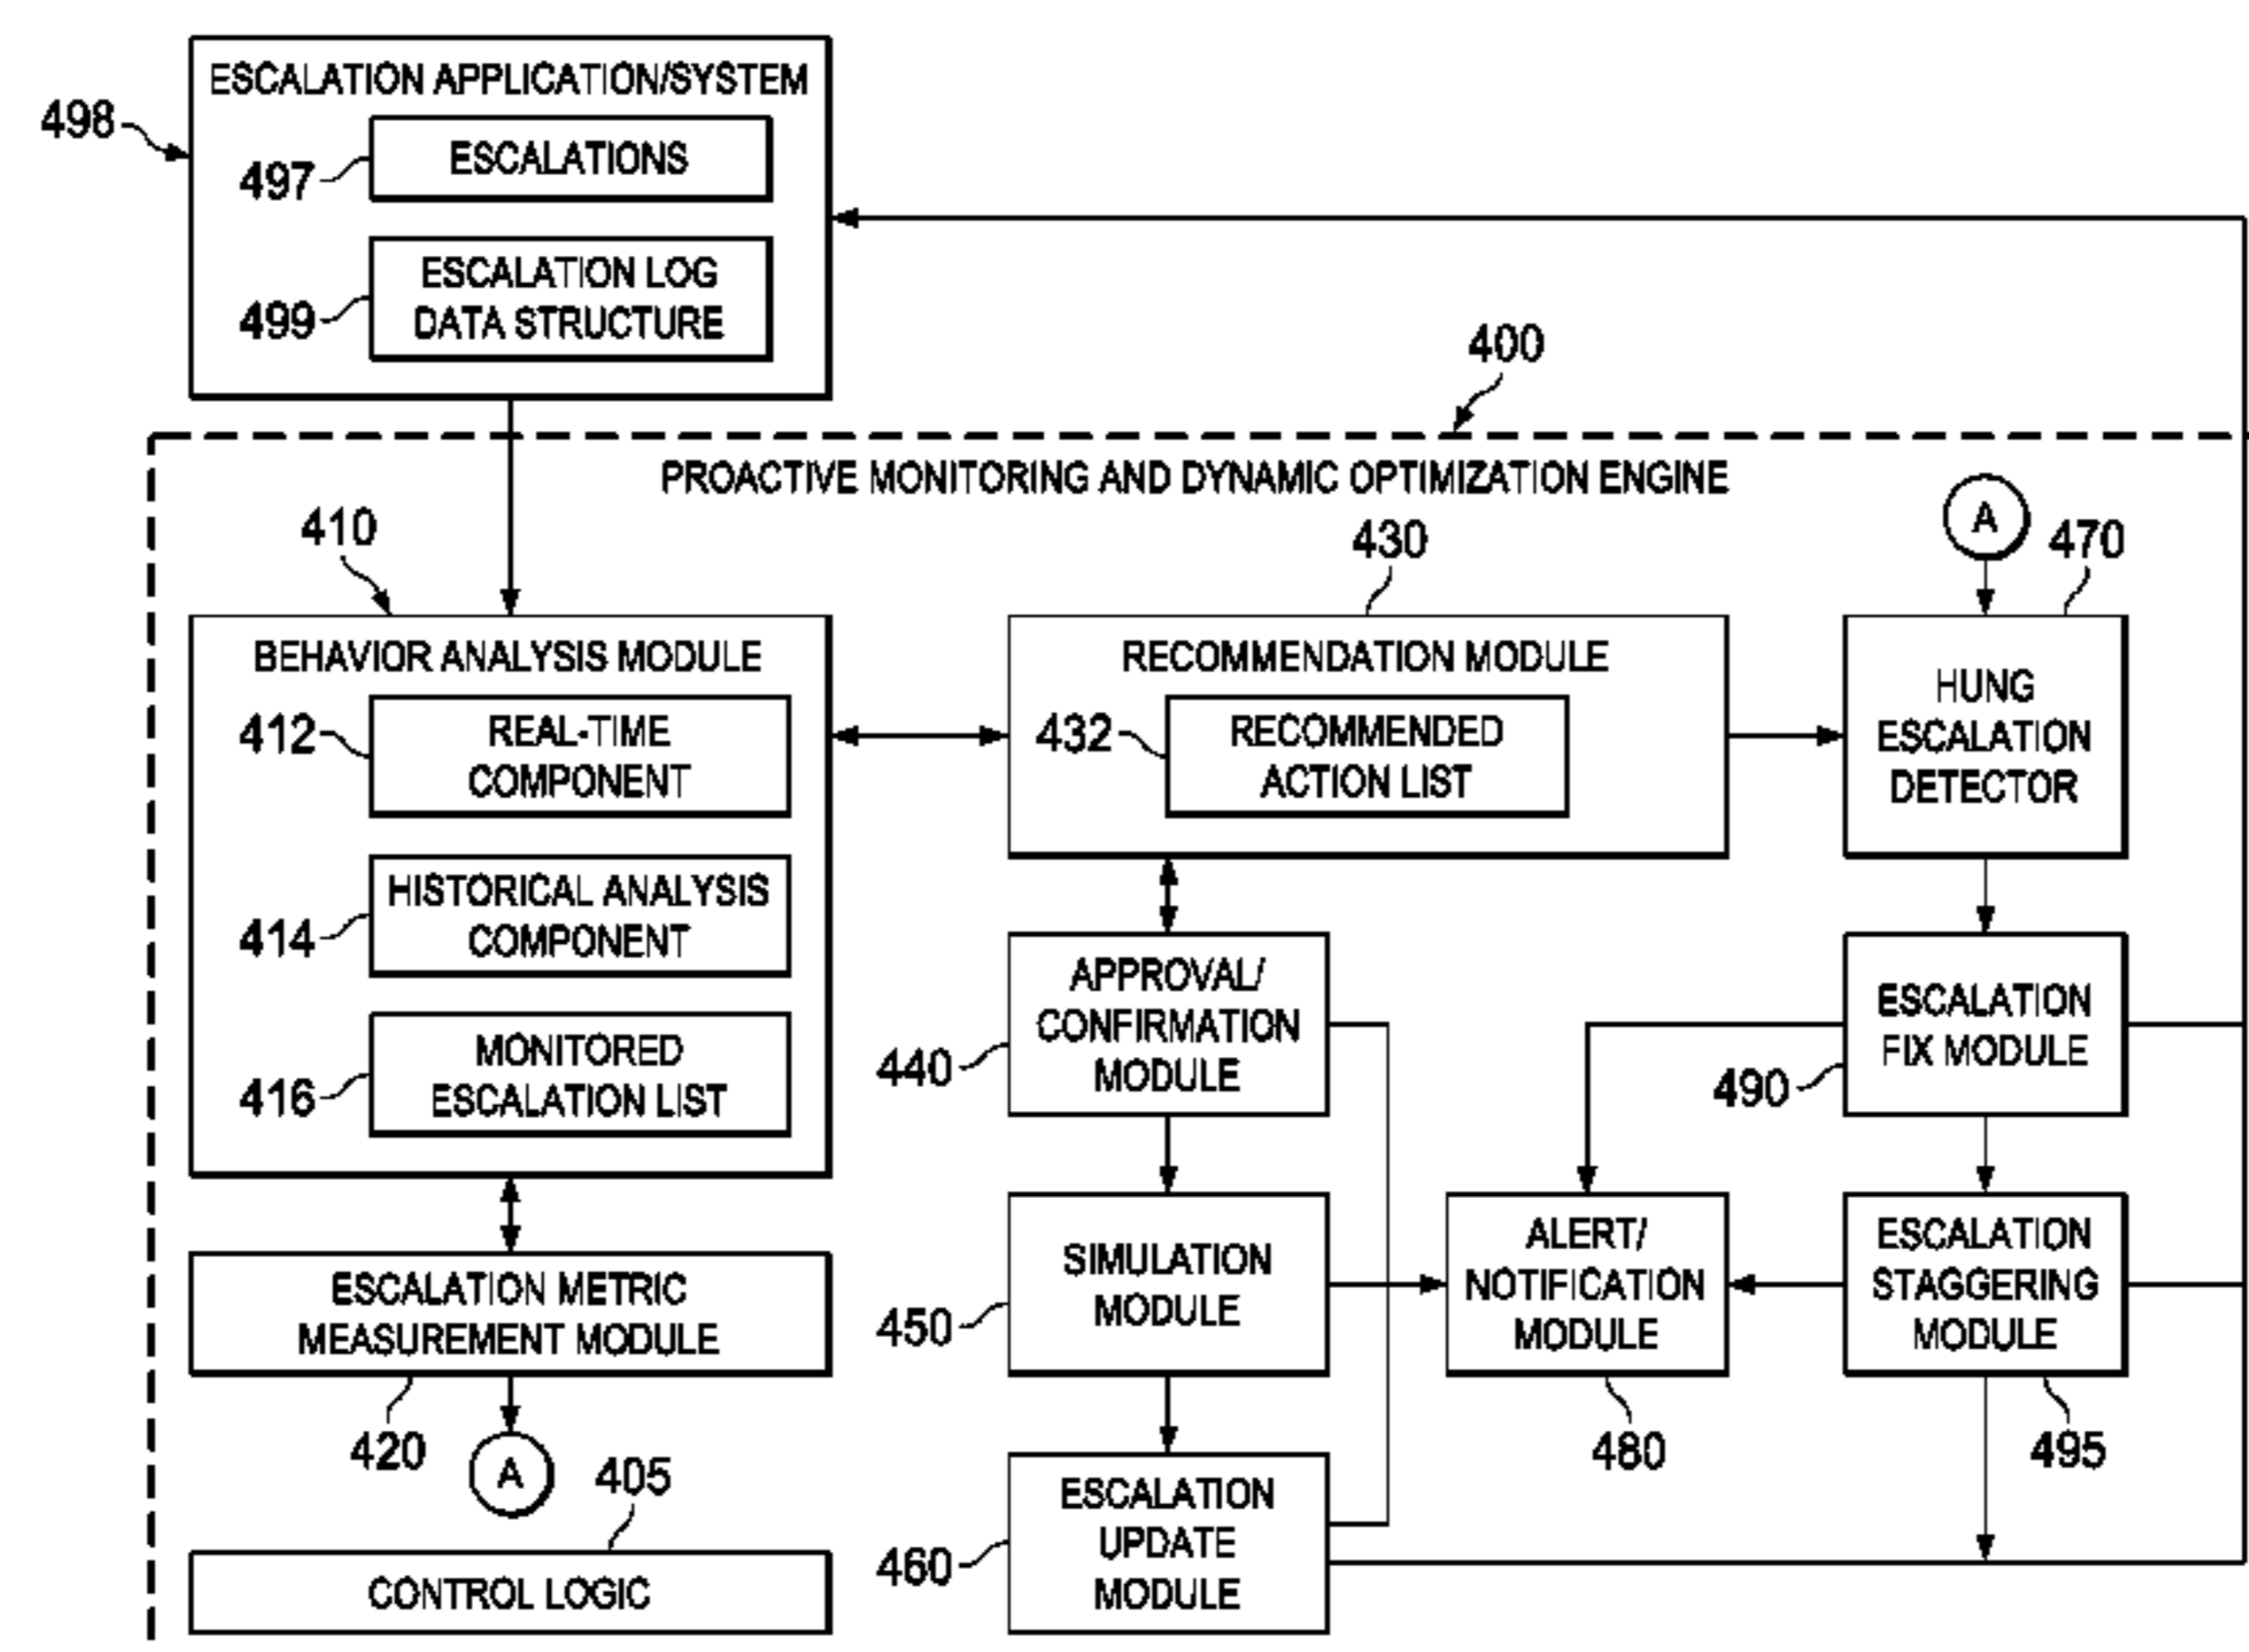 ESCALATION APPLICATION/SYSTEM
498
ESCALATIONS
497
ESCALATION LOG
DATA STRUCTURE
499
400
PROACTIVE MONITORING AND DYNAMIC OPTIMIZATION ENGINE
410
BEHAVIOR ANALYSIS MODULE
412
REAL-TIME
COMPONENT
414
HISTORICAL ANALYSIS
COMPONENT
416
MONITORED
ESCALATION LIST
ESCALATION METRIC
MEASUREMENT MODULE
420
A
405
CONTROL LOGIC
430
RECOMMENDATION MODULE
432
RECOMMENDED
ACTION LIST
APPROVAL/
CONFIRMATION
MODULE
440
SIMULATION
MODULE
450
ESCALATION
UPDATE
MODULE
460
A
470
HUNG
ESCALATION
DETECTOR
ESCALATION
FIX MODULE
490
ALERT/
NOTIFICATION
MODULE
480
ESCALATION
STAGGERING
MODULE
495